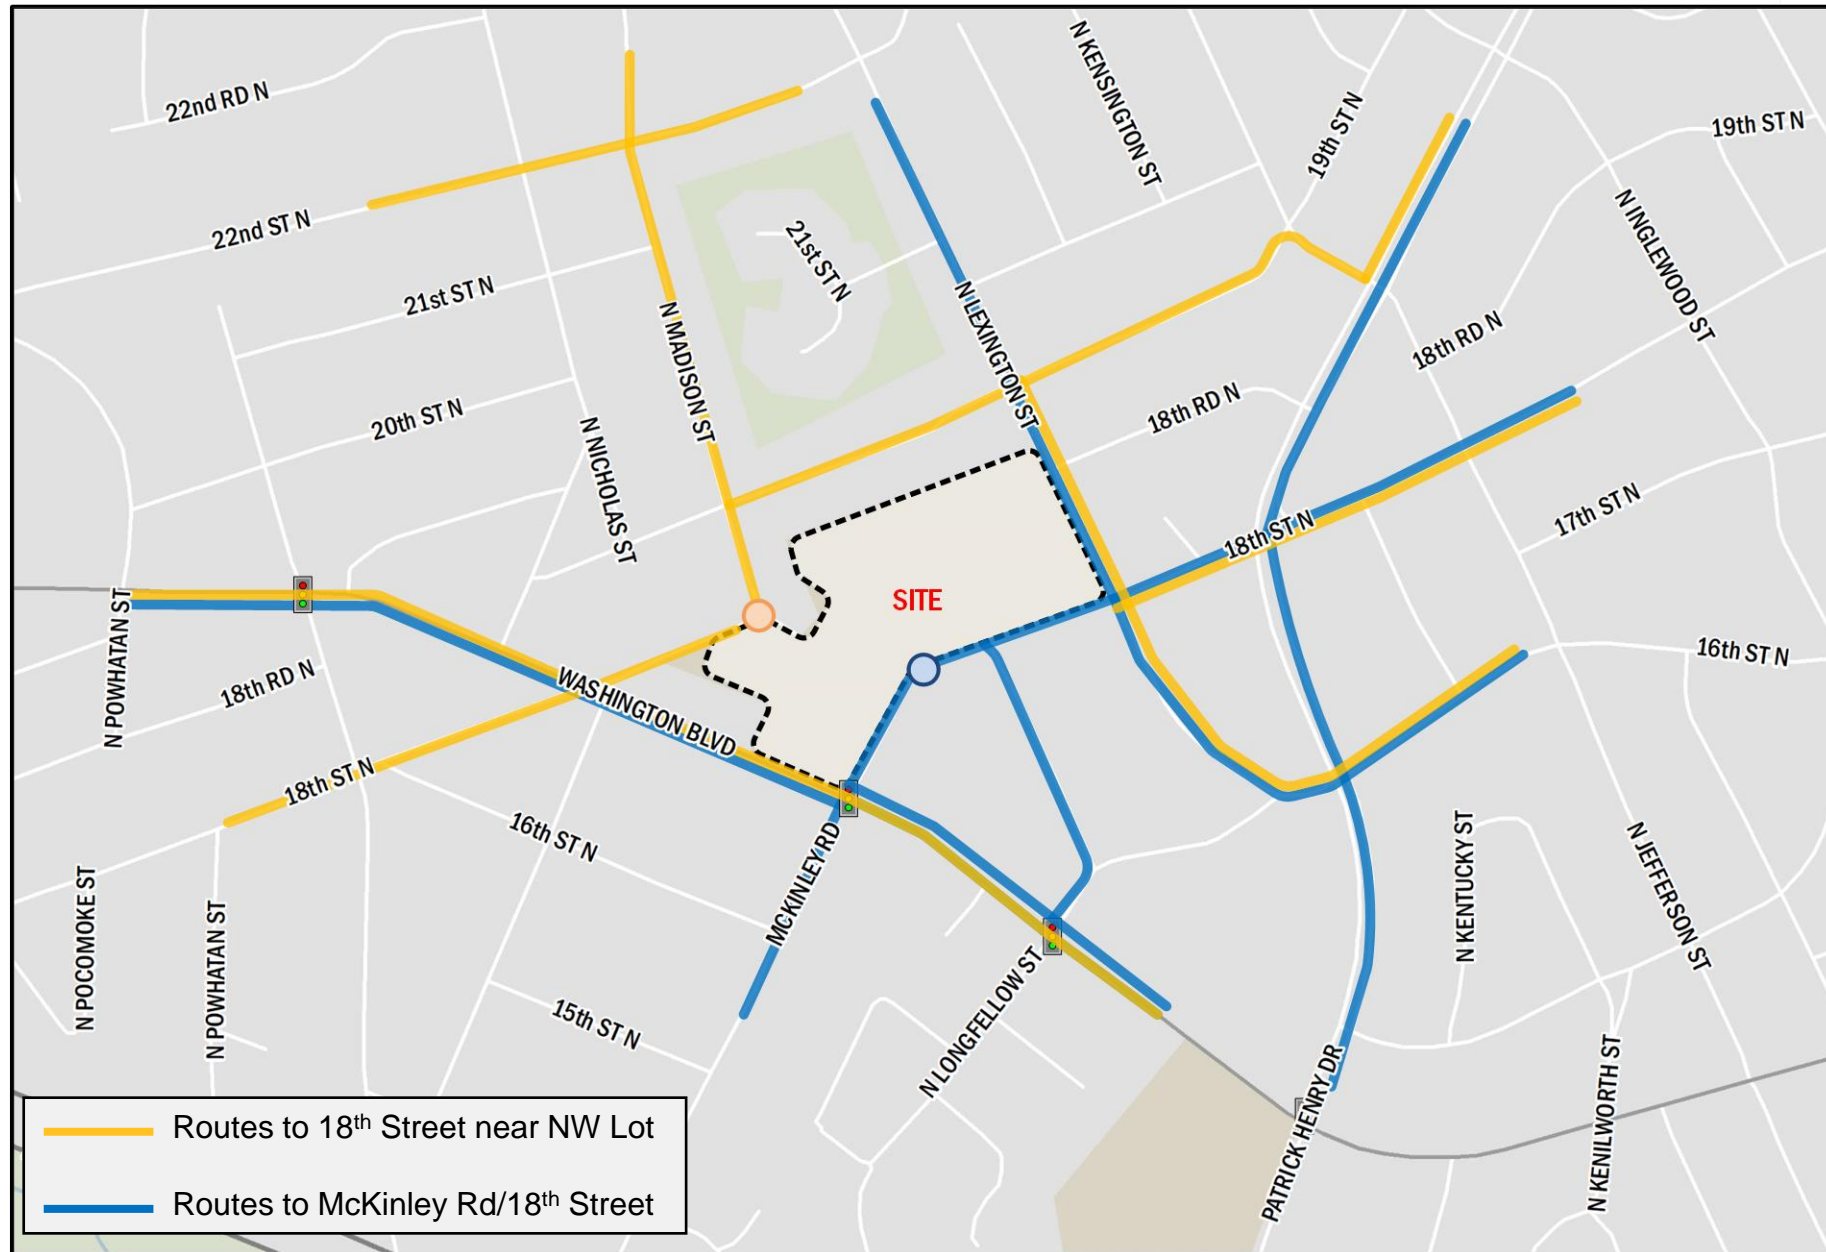 N KENSINGTON ST
22nd RD N
19th ST N
19th ST N
22nd ST N
21st ST N
N INGLEWOOD ST
21st ST N
N LEXINGTON ST
N MADISON ST
18th RD N
18th RD N
20th ST N
N NICHOLAS ST
17th ST N
18th ST N
SITE
N POWHATAN ST
16th ST N
18th RD N
WASHINGTON BLVD
18th ST N
16th ST N
MCKINLEY RD
N KENTUCKY ST
N JEFFERSON ST
N POCOMOKE ST
N POWHATAN ST
15th ST N
N LONGFELLOW ST
PATRICK HENRY DR
N KENILWORTH ST
Routes to 18th Street near NW Lot
Routes to McKinley Rd/18th Street